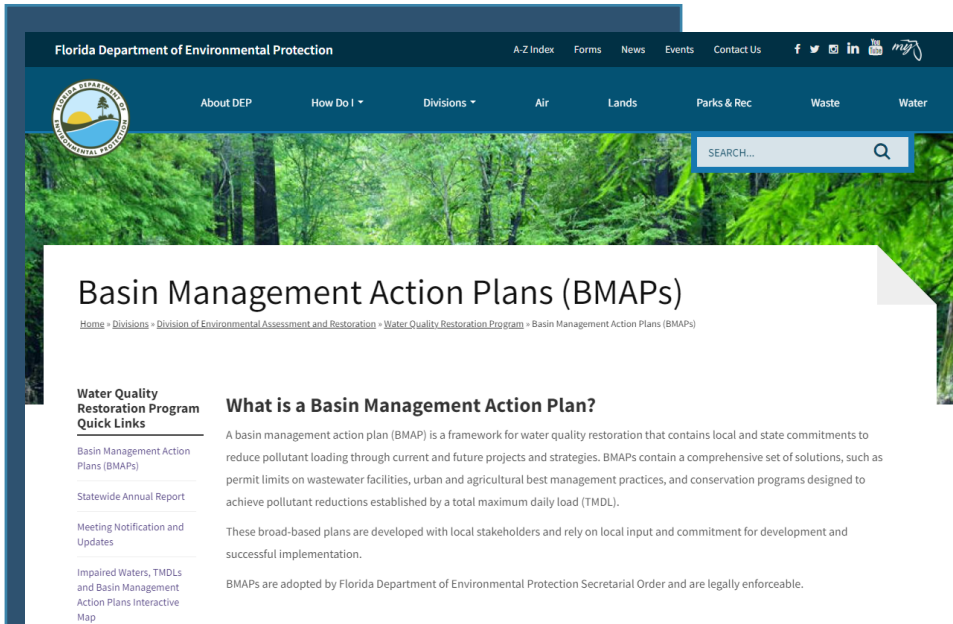 Florida Department of Environmental Protection
A-Z Index Forms News Events Contact Us
You Tube
my
FLORIDA DEPARTMENT OF ENVIRONMENTAL PROTECTION
About DEP How Do I Divisions Air Lands Parks & Rec Waste Water
SEARCH...
Basin Management Action Plans (BMAPs)
Home » Divisions » Division of Environmental Assessment and Restoration » Water Quality Restoration Program » Basin Management Action Plans (BMAPs)
Water Quality
Restoration Program
Quick Links
Basin Management Action
Plans (BMAPs)
Statewide Annual Report
Meeting Notification and
Updates
Impaired Waters, TMDLs
and Basin Management
Action Plans Interactive
Map
What is a Basin Management Action Plan?
A basin management action plan (BMAP) is a framework for water quality restoration that contains local and state commitments to
reduce pollutant loading through current and future projects and strategies. BMAPs contain a comprehensive set of solutions, such as
permit limits on wastewater facilities, urban and agricultural best management practices, and conservation programs designed to
achieve pollutant reductions established by a total maximum daily load (TMDL).
These broad-based plans are developed with local stakeholders and rely on local input and commitment for development and
successful implementation.
BMAPs are adopted by Florida Department of Environmental Protection Secretarial Order and are legally enforceable.